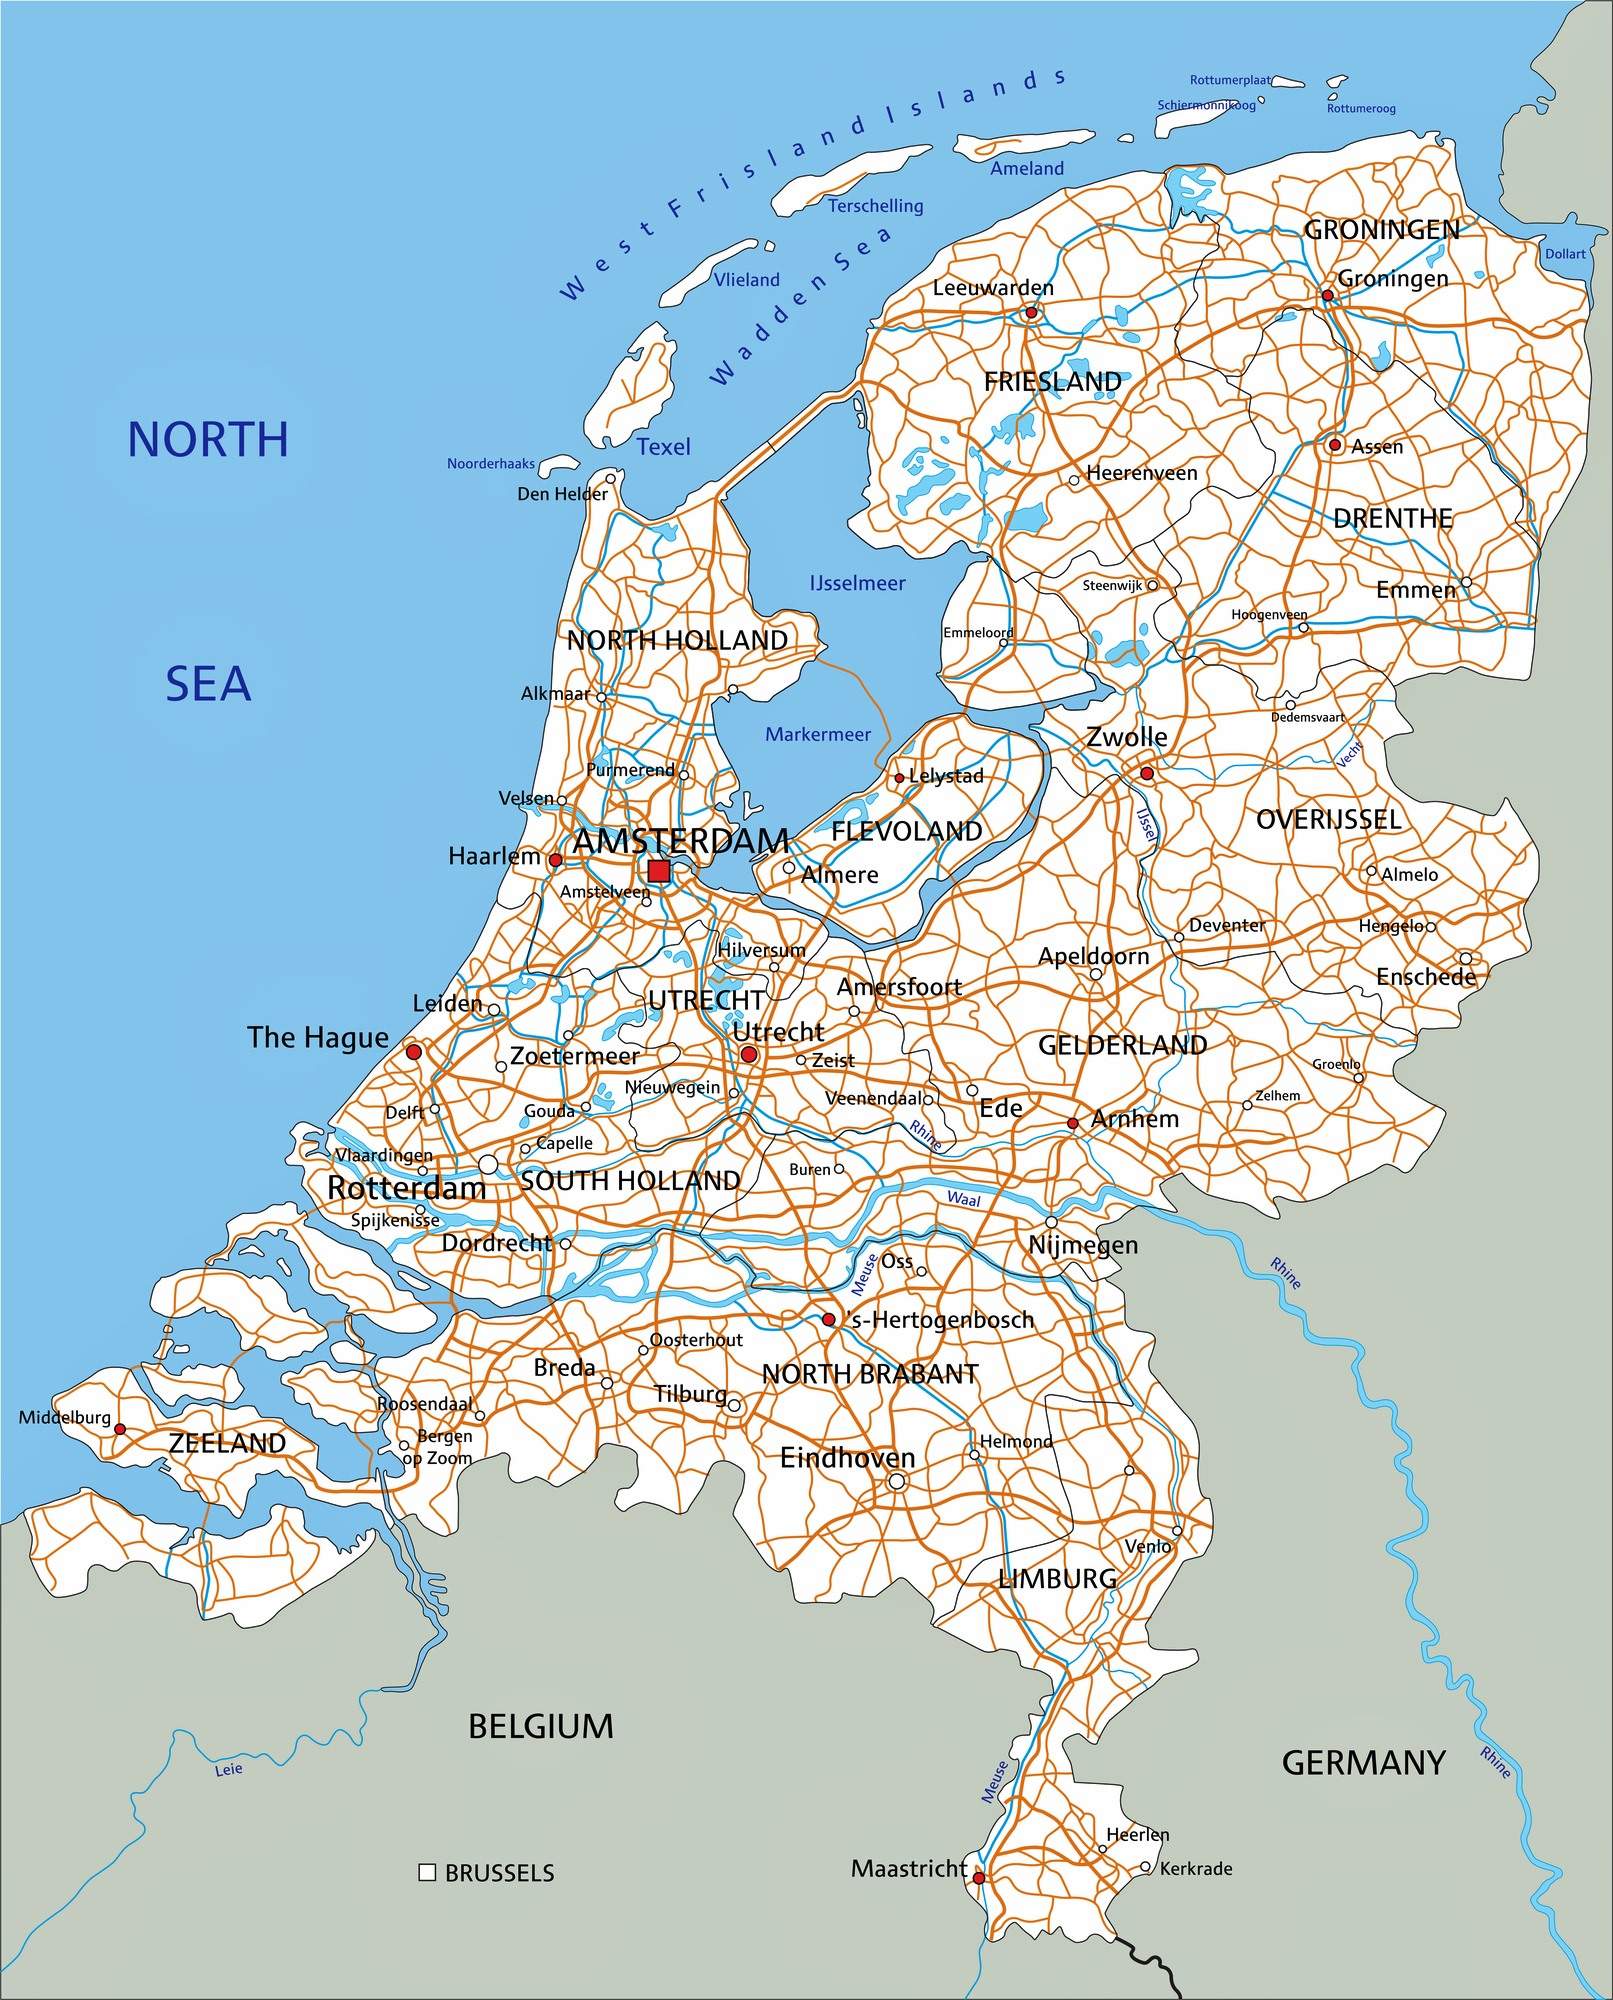 West Frisland Islands
Rottumerplaat
Schiermonnikoog
Rottumeroog
Ameland
Terschelling
Wadden Sea
GRONINGEN
Dollart
Vlieland
Leeuwarden
Groningen
FRIESLAND
NORTH
Texel
Assen
Noorderhaaks
Heerenveen
Den Helder
DRENTHE
IJsselmeer
Steenwijk
Emmen
Hoogenveen
Emmeloord
NORTH HOLLAND
SEA
Alkmaar
Dedemsvaart
Markermeer
Zwolle
Vecht
Purmerend
Lelystad
Velsen
OVERIJSSEL
IJssel
FLEVOLAND
AMSTERDAM
Haarlem
Almere
Almelo
Amstelveen
Deventer
Hengelo
Hilversum
Apeldoorn
Enschede
Amersfoort
UTRECHT
Leiden
Utrecht
The Hague
GELDERLAND
Zoetermeer
Zeist
Groenlo
Nieuwegein
Veenendaal
Zelhem
Ede
Delft
Gouda
Arnhem
Rhine
Capelle
Vlaardingen
Buren
SOUTH HOLLAND
Rotterdam
Waal
Spijkenisse
Dordrecht
Nijmegen
Oss
Meuse
Rhine
's-Hertogenbosch
Oosterhout
Breda
NORTH BRABANT
Tilburg
Roosendaal
Middelburg
Bergen
op Zoom
ZEELAND
Helmond
Eindhoven
Venlo
LIMBURG
BELGIUM
GERMANY
Rhine
Leie
Meuse
Heerlen
Maastricht
Kerkrade
BRUSSELS